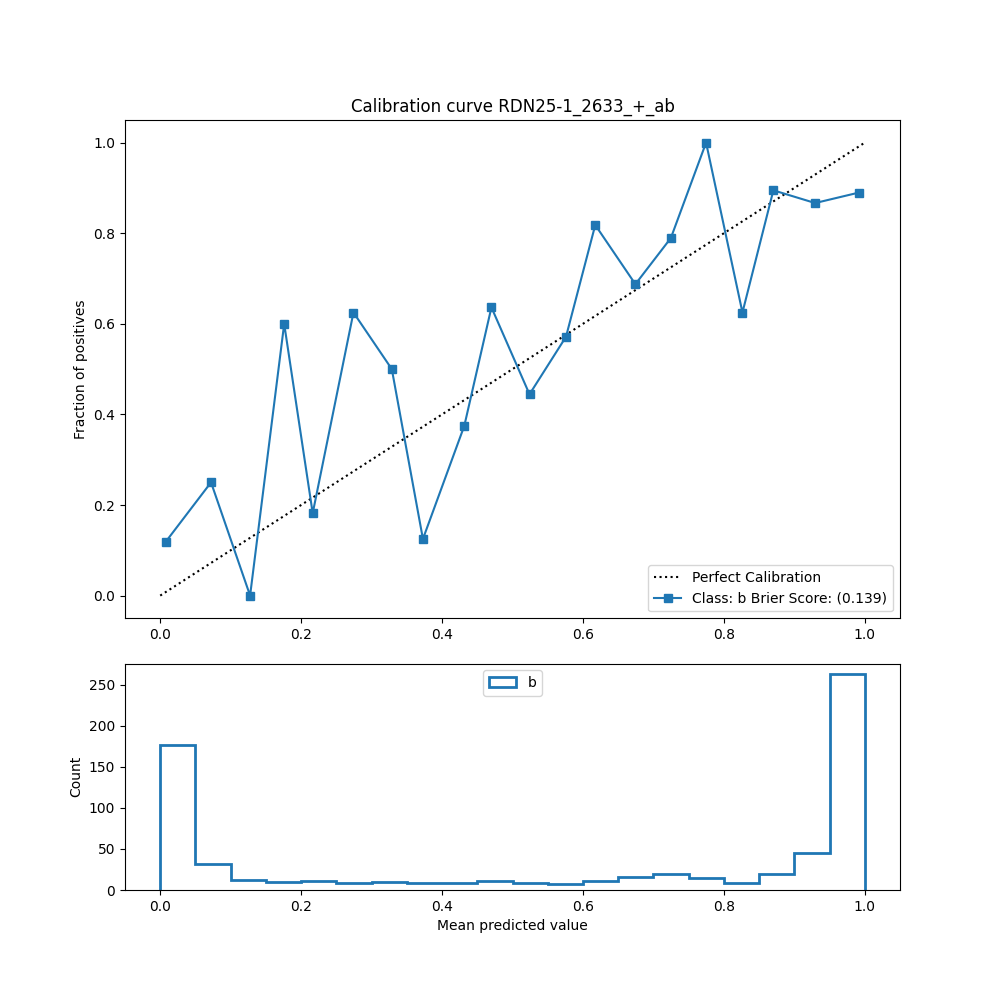 Calibration curve RDN25-1_2633_+_ab
Fraction of positives
1.0
0.8
0.6
0.4
0.2
0.0
Perfect Calibration
Class: b Brier Score: (0.139)
0.0 0.2 0.4 0.6 0.8 1.0
Count
250
200
150
100
50
0
b
0.0 0.2 0.4 0.6 0.8 1.0
Mean predicted value